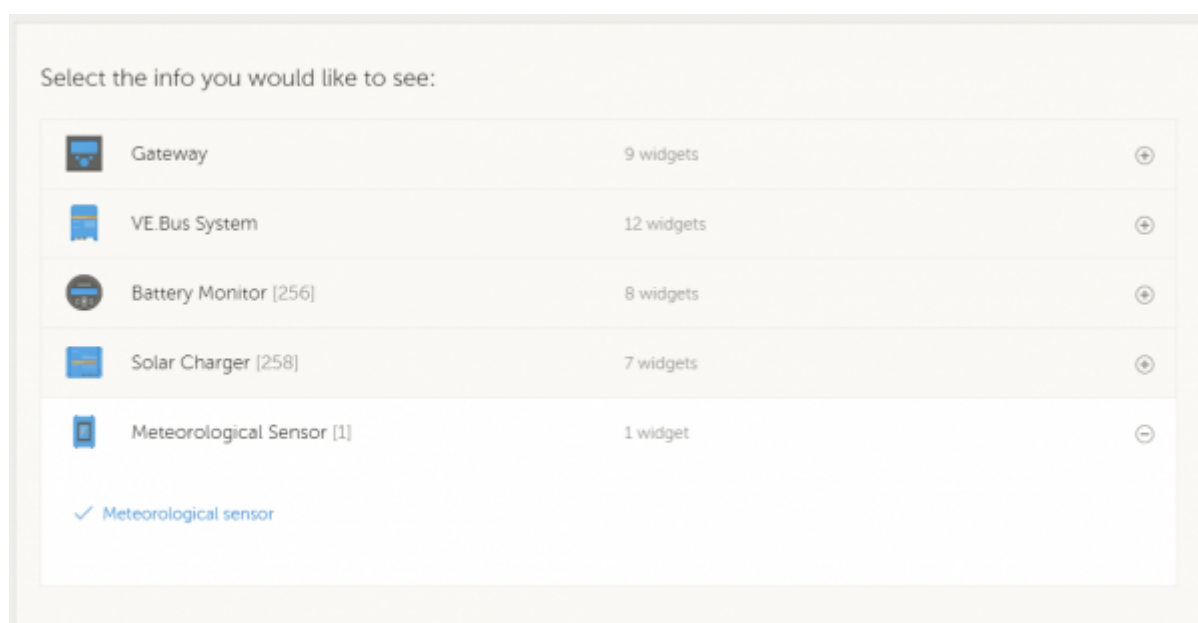 Select the info you would like to see:
Gateway 9 widgets
VE.Bus System 12 widgets
Battery Monitor [256] 8 widgets
Solar Charger [258] 7 widgets
Meteorological Sensor [1] 1 widget
Meteorological sensor